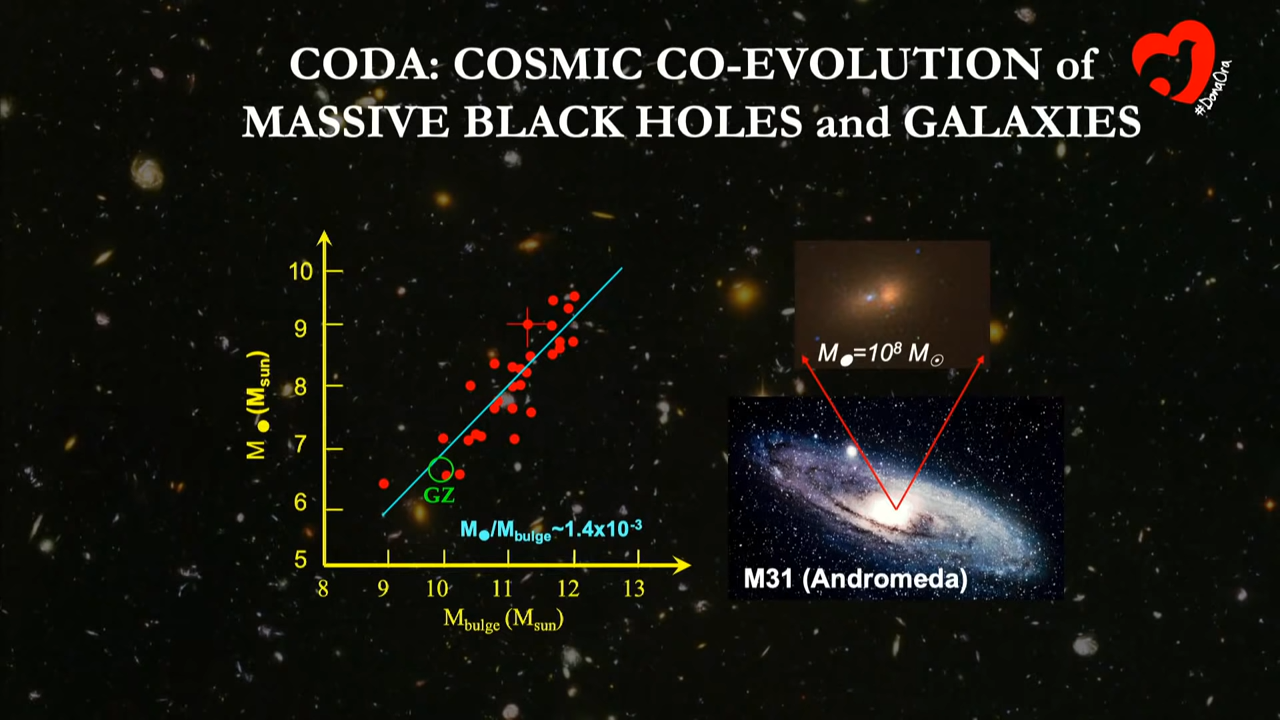 CODA: COSMIC CO-EVOLUTION of
MASSIVE BLACK HOLES and GALAXIES
#DonaOra
10
9
8
7
6
5
M●(Msun)
8 9 10 11 12 13
Mbulge (Msun)
GZ
M●/Mbulge~1.4x10-3
M●=10⁸ M☉
M31 (Andromeda)